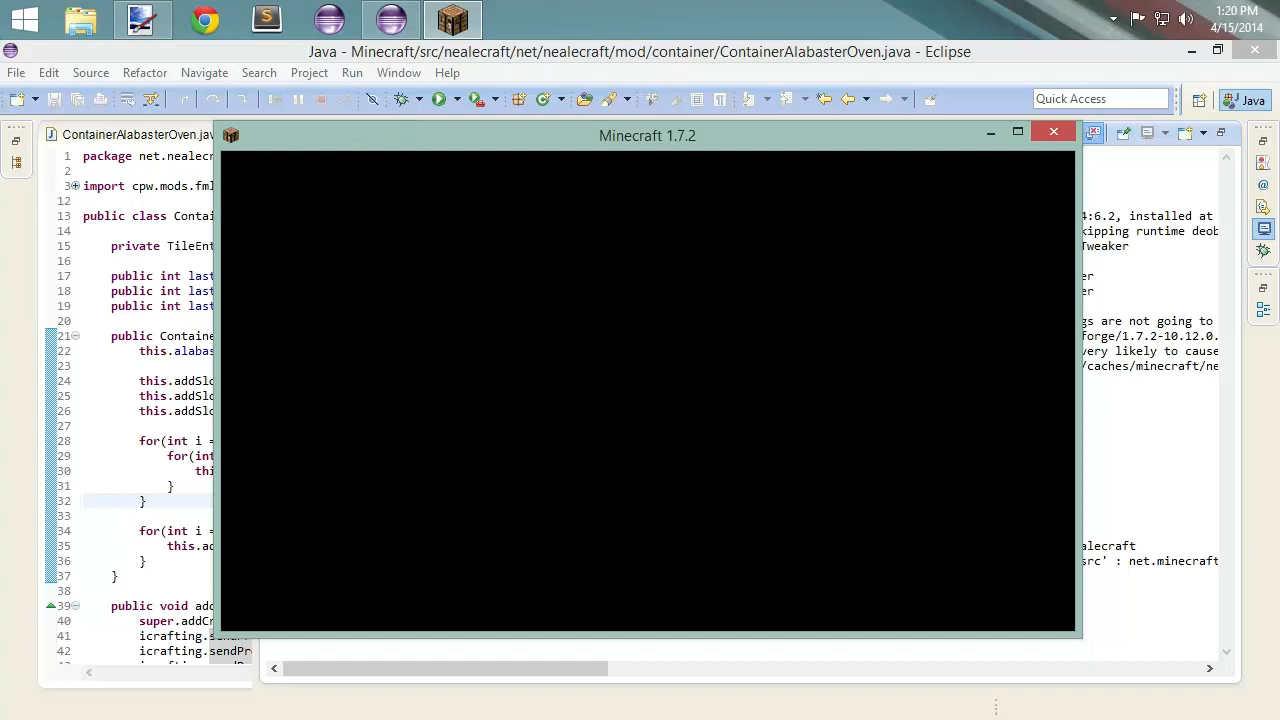 1:20 PM
4/15/2014
Java - Minecraft/src/nealecraft/net/nealecraft/mod/container/ContainerAlabasterOven.java - Eclipse
File Edit Source Refactor Navigate Search Project Run Window Help
Quick Access
Java
ContainerAlabasterOven.jav
Minecraft 1.7.2
1 package net.nealecr
2
3 import cpw.mods.fml
12
13 public class Contai
4:6.2, installed at
14
kipping runtime deob
15 private TileEnt
Tweaker
16
17 public int last
er
18 public int last
er
19 public int last
20
gs are not going to
21 public Containe
forge/1.7.2-10.12.0.
22 this.alabas
very likely to cause
23
/caches/minecraft/ne
24 this.addSlo
25 this.addSlo
26 this.addSlo
27
28 for(int i =
29 for(int
30 thi
31 }
32 }
33
34 for(int i =
35 this.ad
alecraft
36 }
src' : net.minecraft
37 }
38
39 public void add
40 super.addCr
41 icrafting.sendPr
42 icrafting.sendPr